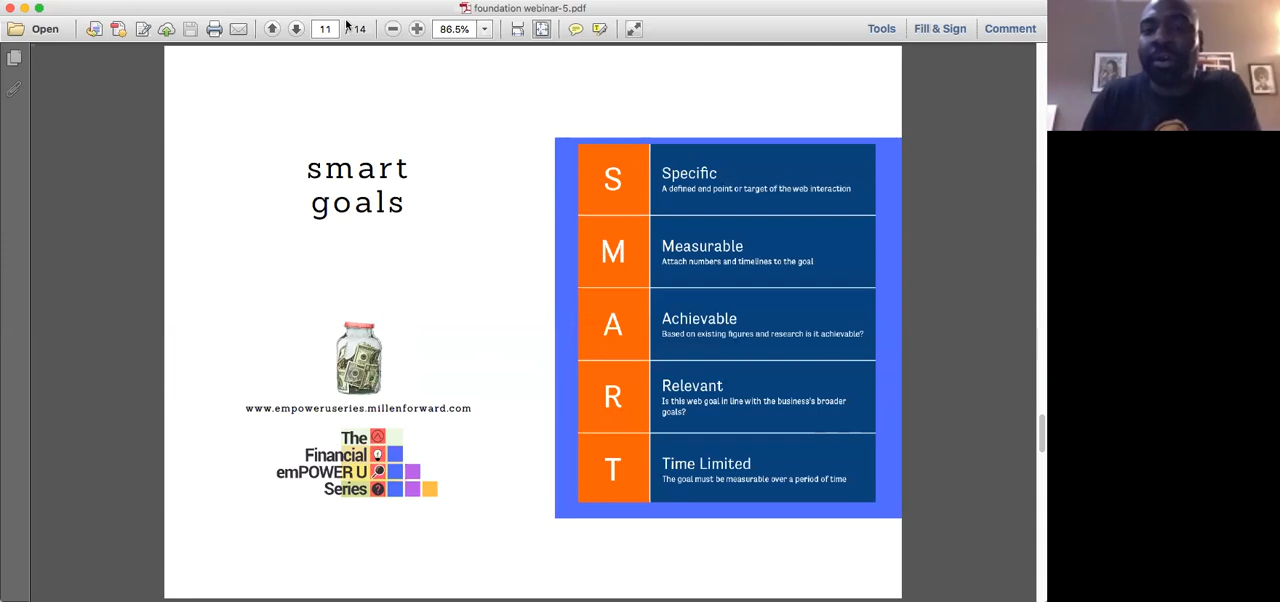 foundation webinar-5.pdf
Open
11
/ 14
86.5%
Tools
Fill & Sign
Comment
smart
goals
www.empoweruseries.millenforward.com
The
Financial
emPOWER U
Series
S
Specific
A defined end point or target of the web interaction
M
Measurable
Attach numbers and timelines to the goal
A
Achievable
Based on existing figures and research is it achievable?
R
Relevant
Is this web goal in line with the business's broader
goals?
T
Time Limited
The goal must be measurable over a period of time